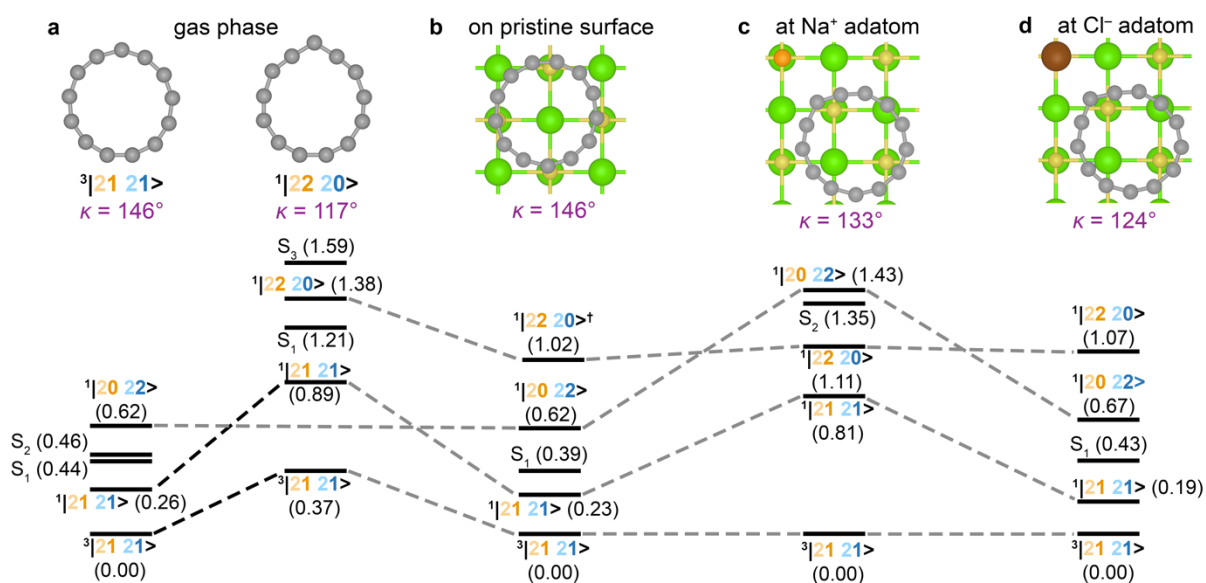 a gas phase
b on pristine surface
c at Na⁺ adatom
d at Cl⁻ adatom
³|21 21>
κ = 146°
¹|22 20>
κ = 117°
κ = 146°
κ = 133°
κ = 124°
¹|20 22>
(0.62)
S₂ (0.46)
S₁ (0.44)
¹|21 21> (0.26)
³|21 21>
(0.00)
S₃ (1.59)
¹|22 20> (1.38)
S₁ (1.21)
¹|21 21>
(0.89)
³|21 21>
(0.37)
¹|22 20>†
(1.02)
¹|20 22>
(0.62)
S₁ (0.39)
¹|21 21> (0.23)
³|21 21>
(0.00)
¹|20 22> (1.43)
S₂ (1.35)
¹|22 20>
(1.11)
¹|21 21>
(0.81)
³|21 21>
(0.00)
¹|22 20>
(1.07)
¹|20 22>
(0.67)
S₁ (0.43)
¹|21 21> (0.19)
³|21 21>
(0.00)